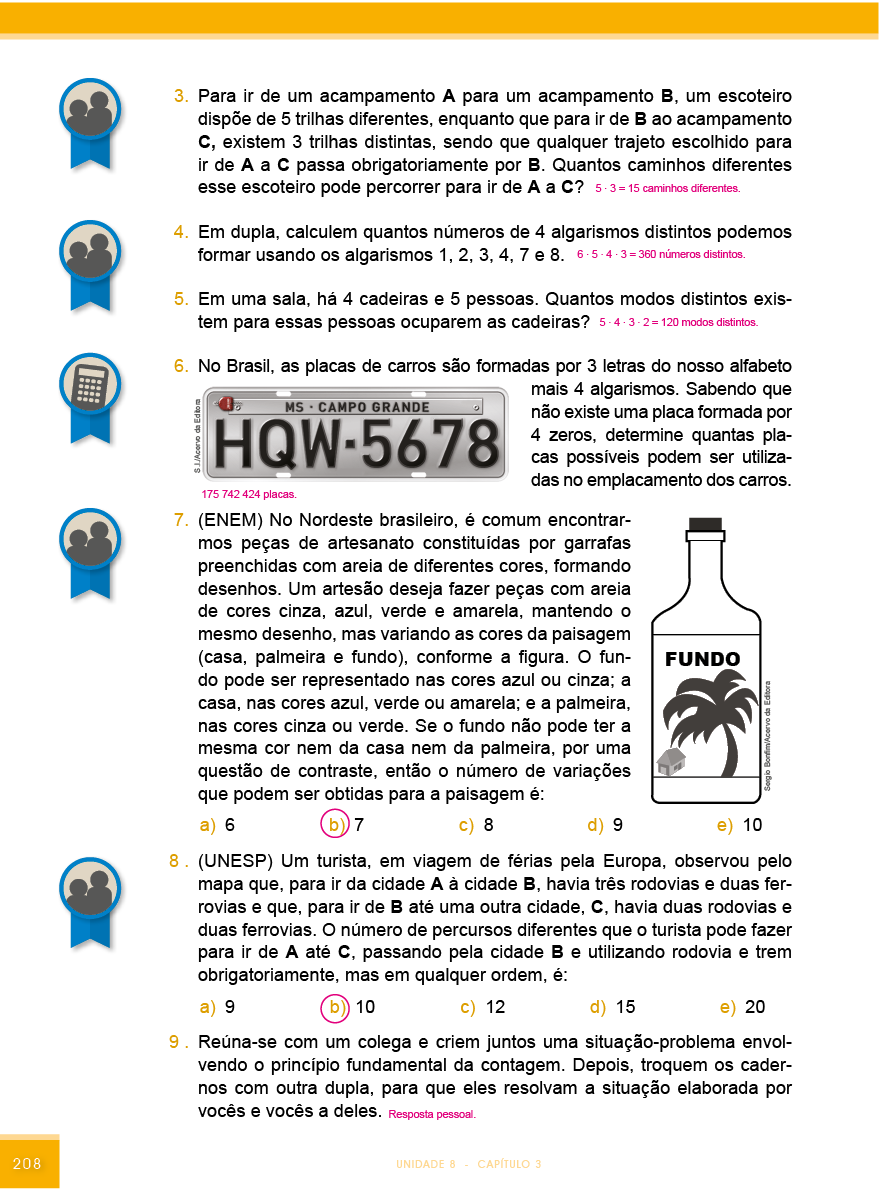 3. Para ir de um acampamento A para um acampamento B, um escoteiro
dispõe de 5 trilhas diferentes, enquanto que para ir de B ao acampamento
C, existem 3 trilhas distintas, sendo que qualquer trajeto escolhido para
ir de A a C passa obrigatoriamente por B. Quantos caminhos diferentes
esse escoteiro pode percorrer para ir de A a C? 5 · 3 = 15 caminhos diferentes.
4. Em dupla, calculem quantos números de 4 algarismos distintos podemos
formar usando os algarismos 1, 2, 3, 4, 7 e 8. 6 · 5 · 4 · 3 = 360 números distintos.
5. Em uma sala, há 4 cadeiras e 5 pessoas. Quantos modos distintos exis-
tem para essas pessoas ocuparem as cadeiras? 5 · 4 · 3 · 2 = 120 modos distintos.
6. No Brasil, as placas de carros são formadas por 3 letras do nosso alfabeto
mais 4 algarismos. Sabendo que
não existe uma placa formada por
4 zeros, determine quantas pla-
cas possíveis podem ser utiliza-
das no emplacamento dos carros.
MS · CAMPO GRANDE
HQW·5678
S.I./Acervo da Editora
175 742 424 placas.
7. (ENEM) No Nordeste brasileiro, é comum encontrar-
mos peças de artesanato constituídas por garrafas
preenchidas com areia de diferentes cores, formando
desenhos. Um artesão deseja fazer peças com areia
de cores cinza, azul, verde e amarela, mantendo o
mesmo desenho, mas variando as cores da paisagem
(casa, palmeira e fundo), conforme a figura. O fun-
do pode ser representado nas cores azul ou cinza; a
casa, nas cores azul, verde ou amarela; e a palmeira,
nas cores cinza ou verde. Se o fundo não pode ter a
mesma cor nem da casa nem da palmeira, por uma
questão de contraste, então o número de variações
que podem ser obtidas para a paisagem é:
FUNDO
Sergio Bonfim/Acervo da Editora
a) 6 b) 7 c) 8 d) 9 e) 10
8 . (UNESP) Um turista, em viagem de férias pela Europa, observou pelo
mapa que, para ir da cidade A à cidade B, havia três rodovias e duas fer-
rovias e que, para ir de B até uma outra cidade, C, havia duas rodovias e
duas ferrovias. O número de percursos diferentes que o turista pode fazer
para ir de A até C, passando pela cidade B e utilizando rodovia e trem
obrigatoriamente, mas em qualquer ordem, é:
a) 9 b) 10 c) 12 d) 15 e) 20
9 . Reúna-se com um colega e criem juntos uma situação-problema envol-
vendo o princípio fundamental da contagem. Depois, troquem os cader-
nos com outra dupla, para que eles resolvam a situação elaborada por
vocês e vocês a deles. Resposta pessoal.
208
UNIDADE 8 - CAPÍTULO 3